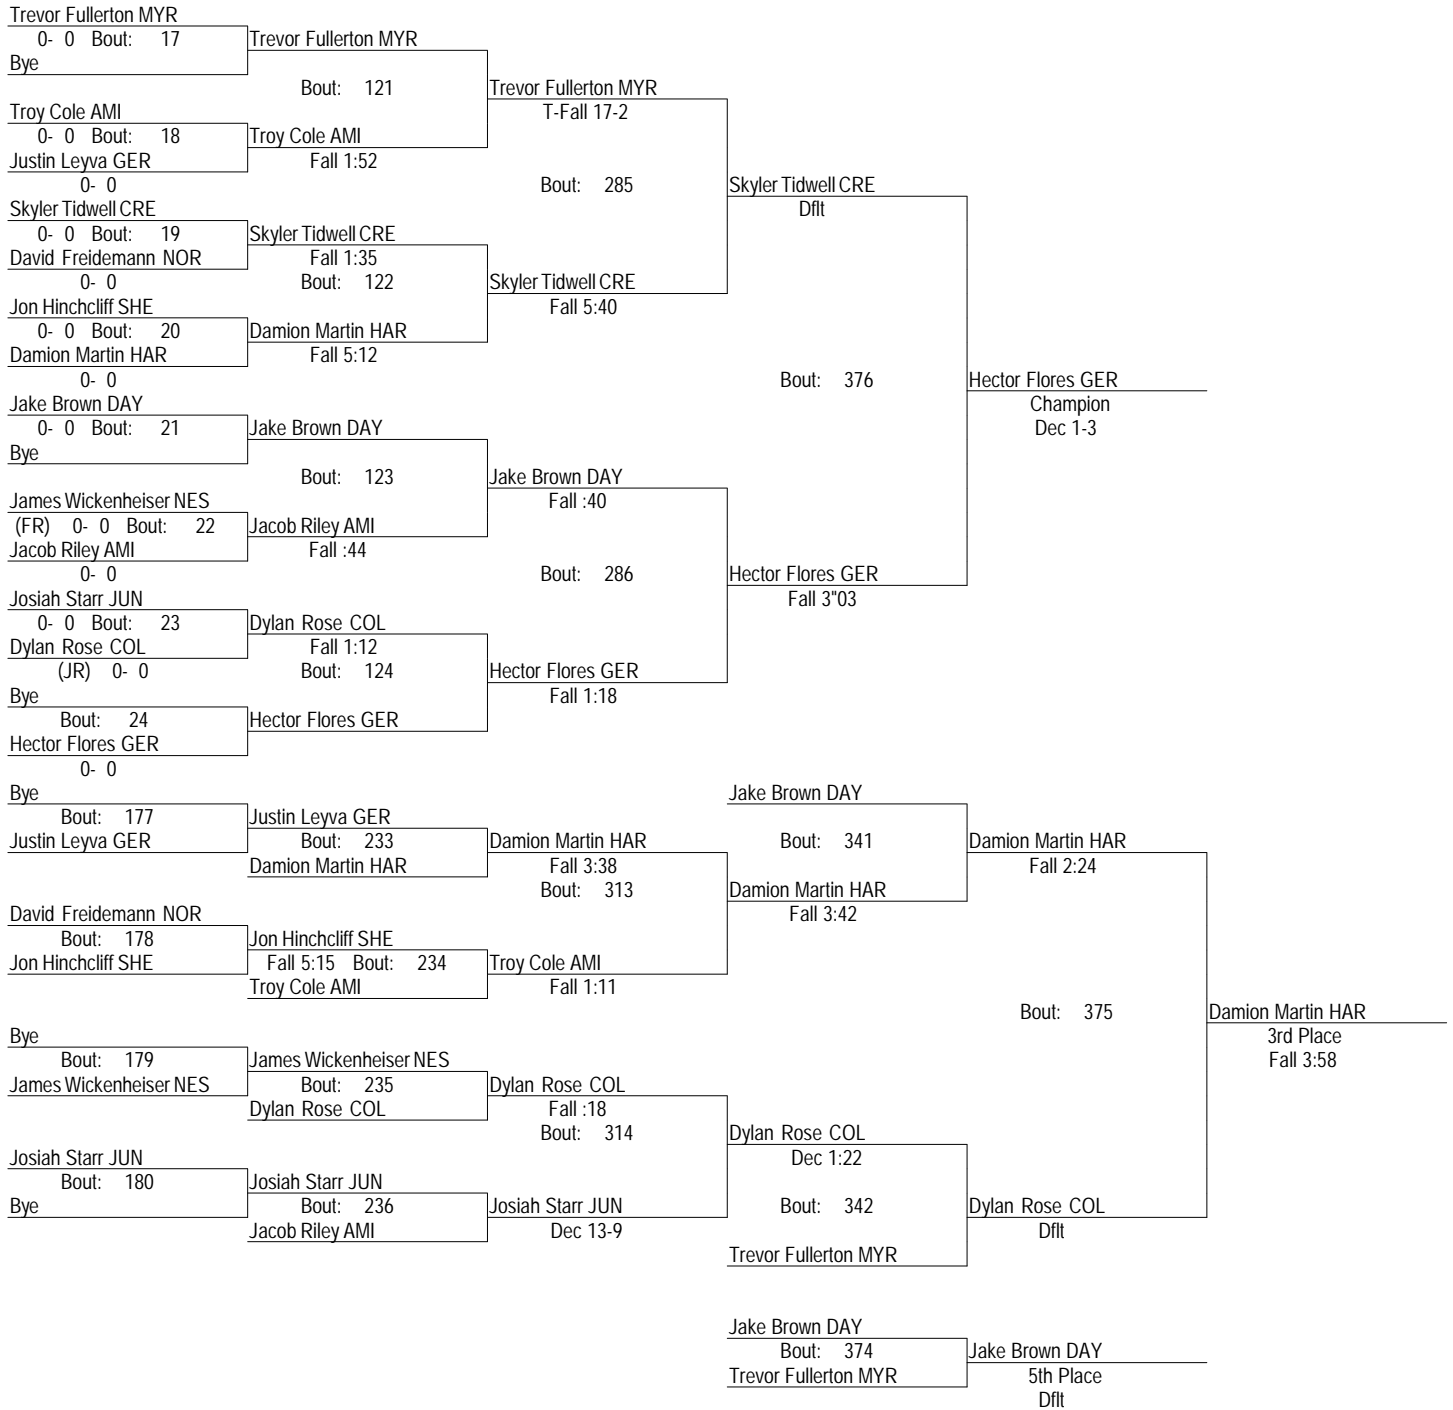 Trevor Fullerton MYR
0- 0 Bout: 17
Trevor Fullerton MYR
Bye
Bout: 121
Trevor Fullerton MYR
Troy Cole AMI
T-Fall 17-2
0- 0 Bout: 18
Troy Cole AMI
Justin Leyva GER
Fall 1:52
0- 0
Bout: 285
Skyler Tidwell CRE
Skyler Tidwell CRE
Dflt
0- 0 Bout: 19
Skyler Tidwell CRE
David Freidemann NOR
Fall 1:35
0- 0
Bout: 122
Skyler Tidwell CRE
Jon Hinchcliff SHE
Fall 5:40
0- 0 Bout: 20
Damion Martin HAR
Damion Martin HAR
Fall 5:12
0- 0
Bout: 376
Hector Flores GER
Jake Brown DAY
Champion
0- 0 Bout: 21
Jake Brown DAY
Dec 1-3
Bye
Bout: 123
Jake Brown DAY
James Wickenheiser NES
Fall :40
(FR) 0- 0 Bout: 22
Jacob Riley AMI
Jacob Riley AMI
Fall :44
0- 0
Bout: 286
Hector Flores GER
Josiah Starr JUN
Fall 3"03
0- 0 Bout: 23
Dylan Rose COL
Dylan Rose COL
Fall 1:12
(JR) 0- 0
Bout: 124
Hector Flores GER
Bye
Fall 1:18
Bout: 24
Hector Flores GER
Hector Flores GER
0- 0
Bye
Jake Brown DAY
Bout: 177
Justin Leyva GER
Justin Leyva GER
Bout: 233
Damion Martin HAR
Bout: 341
Damion Martin HAR
Damion Martin HAR
Fall 3:38
Fall 2:24
Bout: 313
Damion Martin HAR
David Freidemann NOR
Fall 3:42
Bout: 178
Jon Hinchcliff SHE
Jon Hinchcliff SHE
Fall 5:15 Bout: 234
Troy Cole AMI
Troy Cole AMI
Fall 1:11
Bout: 375
Damion Martin HAR
Bye
3rd Place
Bout: 179
James Wickenheiser NES
Fall 3:58
James Wickenheiser NES
Bout: 235
Dylan Rose COL
Dylan Rose COL
Fall :18
Bout: 314
Dylan Rose COL
Josiah Starr JUN
Dec 1:22
Bout: 180
Josiah Starr JUN
Bye
Bout: 236
Josiah Starr JUN
Bout: 342
Dylan Rose COL
Jacob Riley AMI
Dec 13-9
Dflt
Trevor Fullerton MYR
Jake Brown DAY
Bout: 374
Jake Brown DAY
Trevor Fullerton MYR
5th Place
Dflt